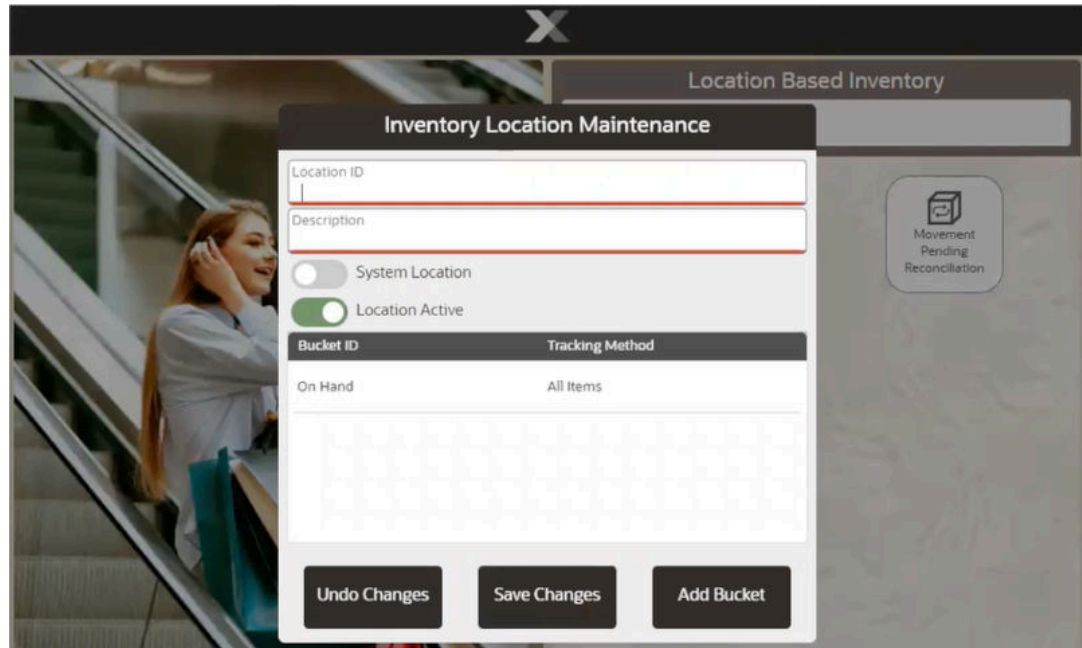 Location Based Inventory
Inventory Location Maintenance
Location ID
Description
System Location
Location Active
Bucket ID Tracking Method
On Hand All Items
Undo Changes Save Changes Add Bucket
Movement
Pending
Reconciliation